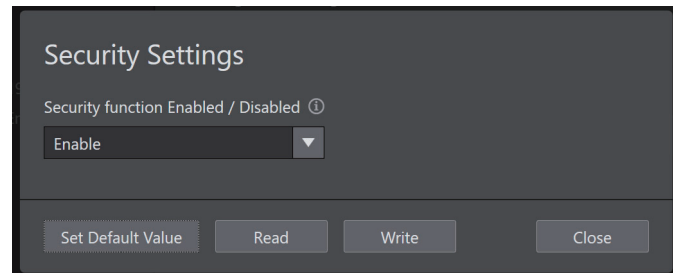 Security Settings
Security function Enabled / Disabled ⓘ
Enable
Set Default Value Read Write Close